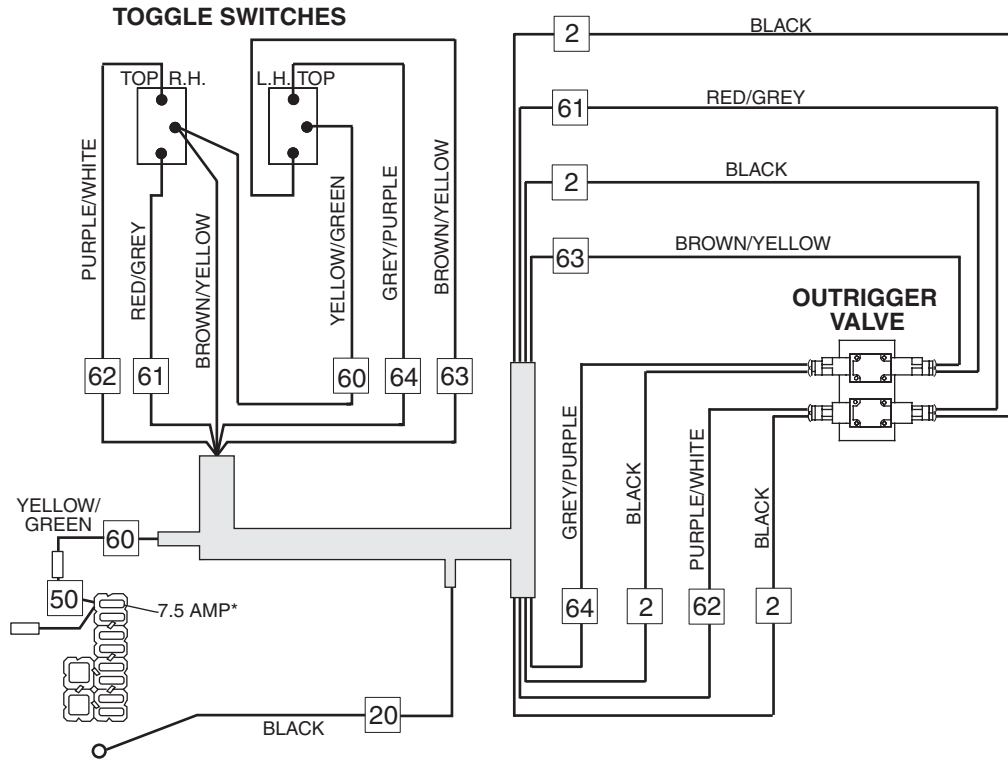 TOGGLE SWITCHES
TOP R.H.
L.H. TOP
PURPLE/WHITE
RED/GREY
BROWN/YELLOW
YELLOW/GREEN
GREY/PURPLE
BROWN/YELLOW
62
61
60
64
63
2
BLACK
61
RED/GREY
2
BLACK
63
BROWN/YELLOW
OUTRIGGER
VALVE
GREY/PURPLE
BLACK
PURPLE/WHITE
BLACK
64
2
62
2
YELLOW/
GREEN
60
50
7.5 AMP*
20
BLACK